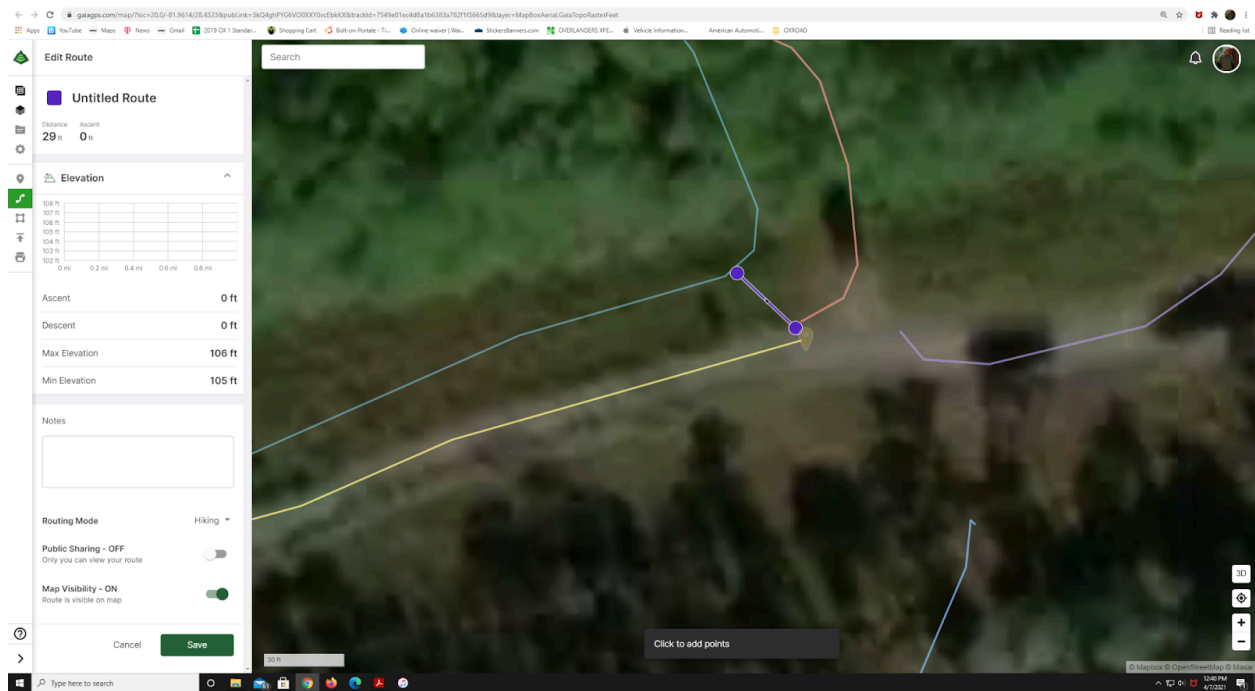 gaiagps.com/map/?loc=20.0/-81.9614/28.4323&pubLink=3kQ4ghPYG6VO0XXY0vcEbkKX&trackId=7549e01ec4d8a1b6383a782f1f3665d9&layer=MapBoxAerial,GaiaTopoRasterFeet
Apps YouTube Maps News Gmail 2019 OX 1 Standar... Shopping Cart Bolt-on-Portale - Ti... Online waiver | Wai... StickersBanners.com OVERLANDERS XPE... Vehicle Information... American Automoti... OXROAD Reading list
Edit Route
Search
Untitled Route
Distance Ascent
29 ft 0 ft
Elevation
108 ft
107 ft
106 ft
105 ft
104 ft
103 ft
102 ft
0 mi 0.2 mi 0.4 mi 0.6 mi 0.8 mi
Ascent 0 ft
Descent 0 ft
Max Elevation 106 ft
Min Elevation 105 ft
Notes
Routing Mode Hiking
Public Sharing - OFF
Only you can view your route
3D
Map Visibility - ON
Route is visible on map
Cancel Save
Click to add points
30 ft
© Mapbox © OpenStreetMap © Maxar
Type here to search
12:40 PM
4/7/2021